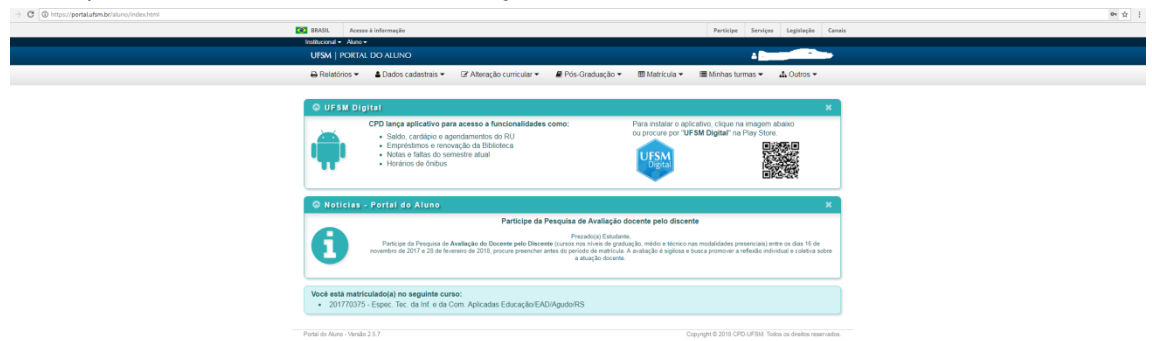 https://portal.ufsm.br/aluno/index.html
BRASIL Acesso à informação Participe Serviços Legislação Canais
Institucional Aluno
UFSM | PORTAL DO ALUNO
Relatórios Dados cadastrais Alteração curricular Pós-Graduação Matrícula Minhas turmas Outros
UFSM Digital
CPD lança aplicativo para acesso a funcionalidades como:
• Saldo, cardápio e agendamentos do RU
• Empréstimos e renovação da Biblioteca
• Notas e faltas do semestre atual
• Horários de ônibus
Para instalar o aplicativo, clique na imagem abaixo
ou procure por "UFSM Digital" na Play Store.
UFSM
Digital
Notícias - Portal do Aluno
Participe da Pesquisa de Avaliação docente pelo discente
Prezado(a) Estudante,
Participe da Pesquisa de Avaliação do Docente pelo Discente (cursos nos níveis de graduação, médio e técnico nas modalidades presenciais) entre os dias 16 de
novembro de 2017 e 28 de fevereiro de 2018, procure preencher antes do período de matrícula. A avaliação é sigilosa e busca promover a reflexão individual e coletiva sobre
a atuação docente.
Você está matriculado(a) no seguinte curso:
• 201770375 - Espec. Tec. da Inf. e da Com. Aplicadas Educação/EAD/Agudo/RS
Portal do Aluno - Versão 2.5.7
Copyright © 2018 CPD-UFSM. Todos os direitos reservados.